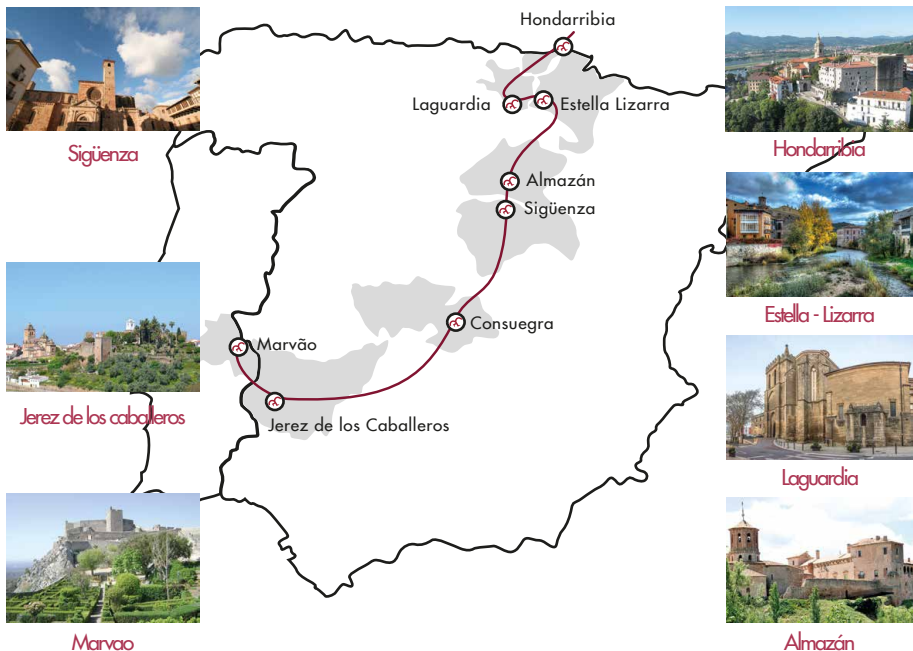 Hondarribia
Laguardia
Estella Lizarra
Almazán
Sigüenza
Consuegra
Marvão
Jerez de los Caballeros
Sigüenza
Jerez de los caballeros
Marvao
Hondarribia
Estella - Lizarra
Laguardia
Almazán